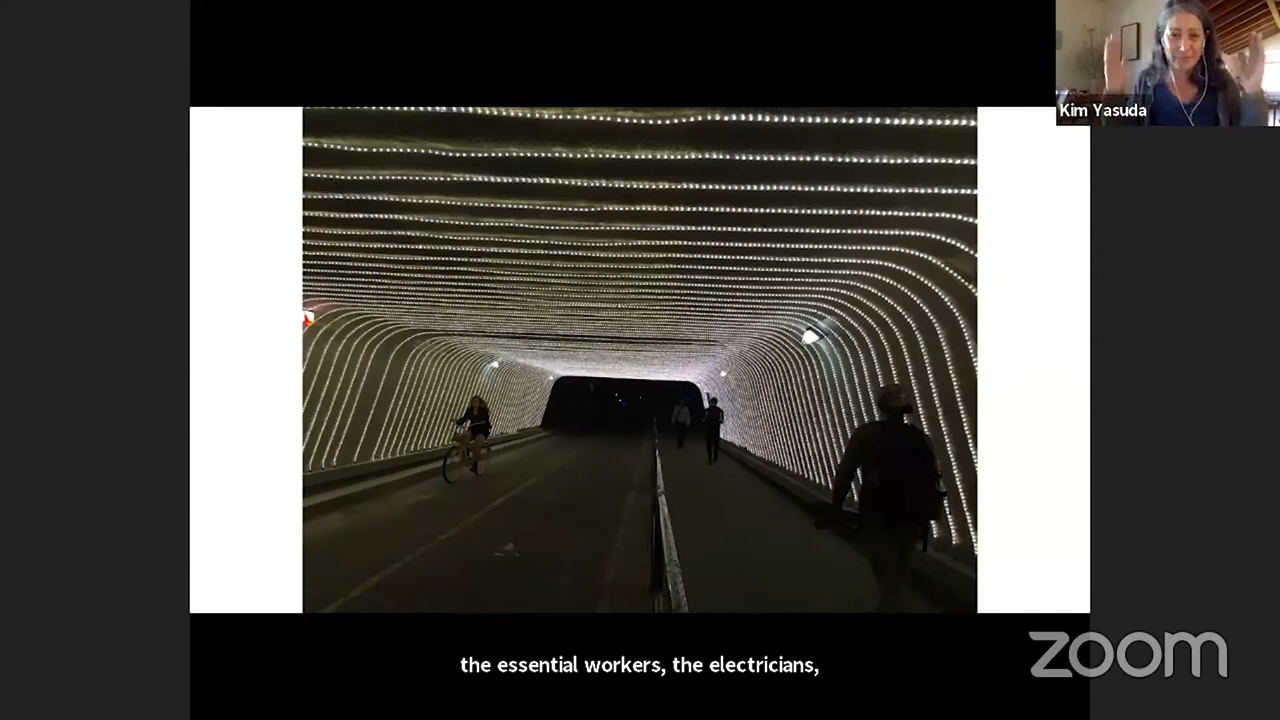 Kim Yasuda
the essential workers, the electricians,
zoom